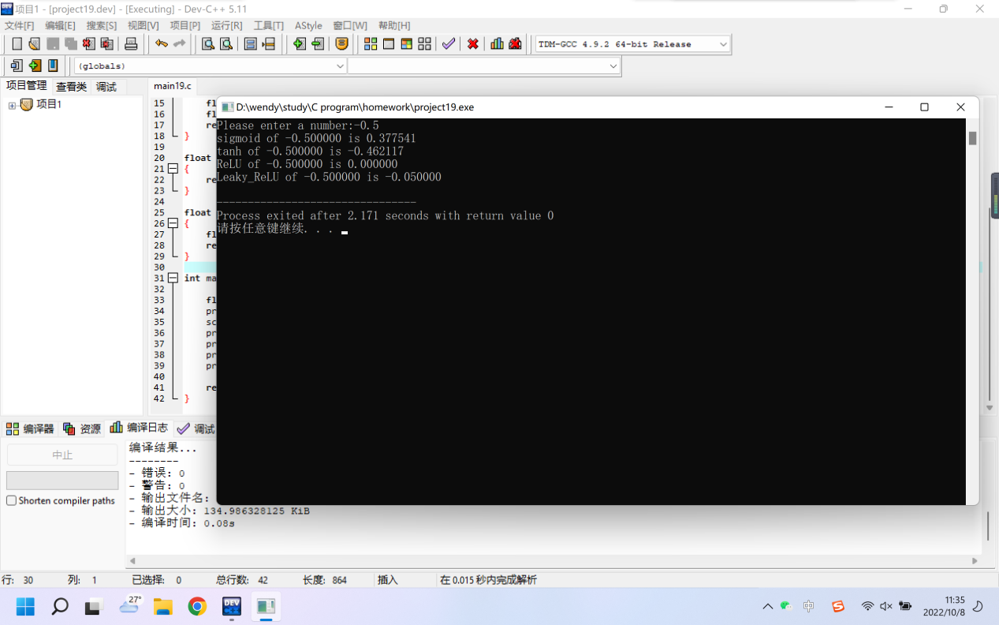 项目1 - [project19.dev] - [Executing] - Dev-C++ 5.11
文件[F] 编辑[E] 搜索[S] 视图[V] 项目[P] 运行[R] 工具[T] AStyle 窗口[W] 帮助[H]
TDM-GCC 4.9.2 64-bit Release
(globals)
项目管理 查看类 调试 main19.c
项目1
D:\wendy\study\C program\homework\project19.exe
Please enter a number:-0.5
sigmoid of -0.500000 is 0.377541
tanh of -0.500000 is -0.462117
ReLU of -0.500000 is 0.000000
Leaky_ReLU of -0.500000 is -0.050000
--------------------------------
Process exited after 2.171 seconds with return value 0
请按任意键继续. . .
15 fl
16 fl
17 re
18 }
19
20 float
21 {
22 re
23 }
24
25 float
26 {
27 fl
28 re
29 }
30
31 int ma
32
33 fl
34 pr
35 sc
36 pr
37 pr
38 pr
39 pr
40
41 re
42 }
编译器 资源 编译日志 调试
中止
Shorten compiler paths
编译结果...
--------
- 错误: 0
- 警告: 0
- 输出文件名:
- 输出大小: 134.986328125 KiB
- 编译时间: 0.08s
行: 30 列: 1 已选择: 0 总行数: 42 长度: 864 插入 在 0.015 秒内完成解析
27°
DEV
中
11:35
2022/10/8